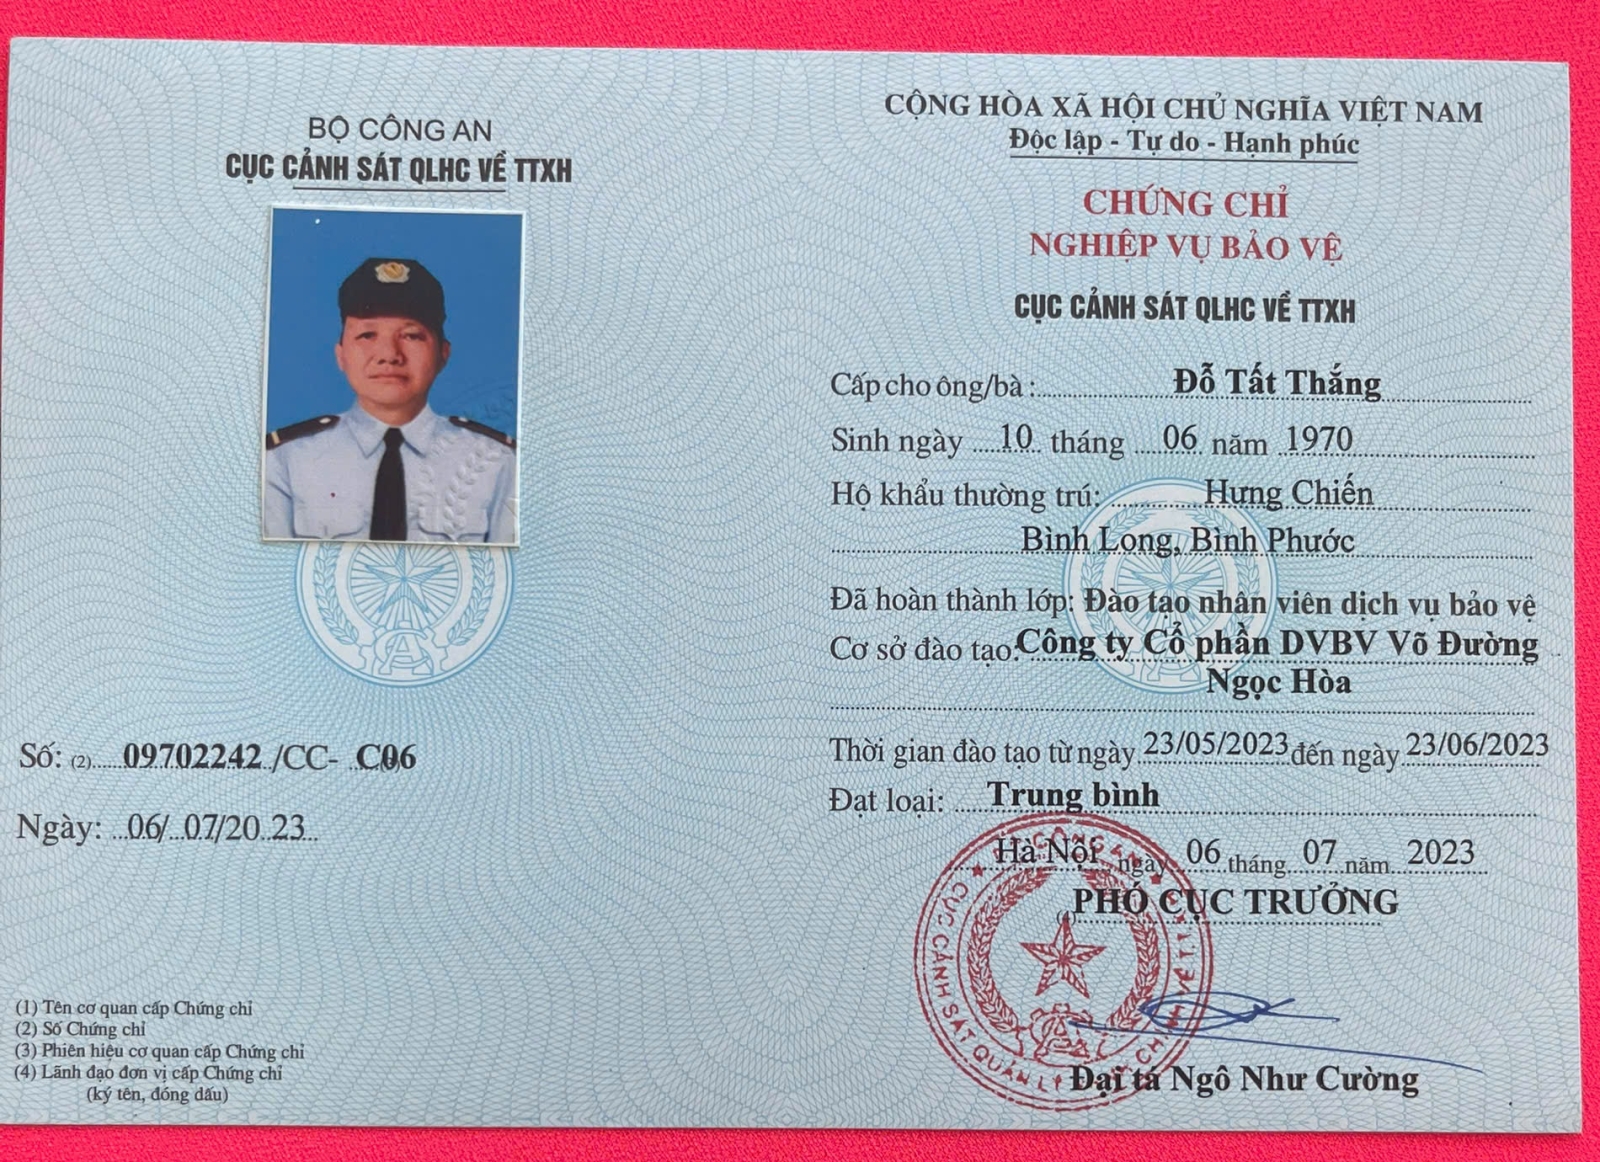 BỘ CÔNG AN
CỤC CẢNH SÁT QLHC VỀ TTXH
Số: (2) 09702242 /CC- C06
Ngày: 06/ 07/20 23
(1) Tên cơ quan cấp Chứng chỉ
(2) Số Chứng chỉ
(3) Phiên hiệu cơ quan cấp Chứng chỉ
(4) Lãnh đạo đơn vị cấp Chứng chỉ
(ký tên, đóng dấu)
CỘNG HÒA XÃ HỘI CHỦ NGHĨA VIỆT NAM
Độc lập - Tự do - Hạnh phúc
CHỨNG CHỈ
NGHIỆP VỤ BẢO VỆ
CỤC CẢNH SÁT QLHC VỀ TTXH
Cấp cho ông/bà : Đỗ Tất Thắng
Sinh ngày 10 tháng 06 năm 1970
Hộ khẩu thường trú: Hưng Chiến
Bình Long, Bình Phước
Đã hoàn thành lớp: Đào tạo nhân viên dịch vụ bảo vệ
Cơ sở đào tạo: Công ty Cổ phần DVBV Võ Đường
Ngọc Hòa
Thời gian đào tạo từ ngày 23/05/2023 đến ngày 23/06/2023
Đạt loại: Trung bình
Hà Nội ngày 06 tháng 07 năm 2023
PHÓ CỤC TRƯỞNG
CỤC CẢNH SÁT QUẢN LÝ
Đại tá Ngô Như Cường